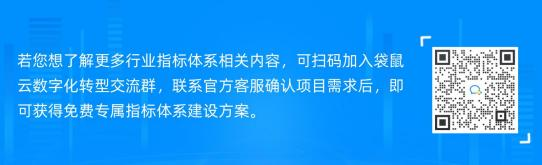 若您想了解更多行业指标体系相关内容，可扫码加入袋鼠
云数字化转型交流群，联系官方客服确认项目需求后，即
可获得免费专属指标体系建设方案。